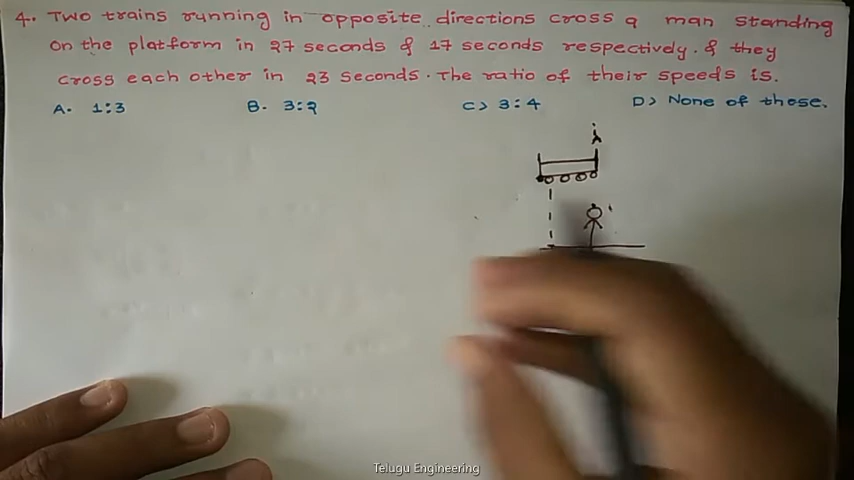 4. Two trains running in opposite directions cross a man standing
on the platform in 27 seconds & 17 seconds respectively. & they
cross each other in 23 seconds. The ratio of their speeds is.
A. 1:3 B. 3:2 C> 3:4 D> None of these.
Telugu Engineering